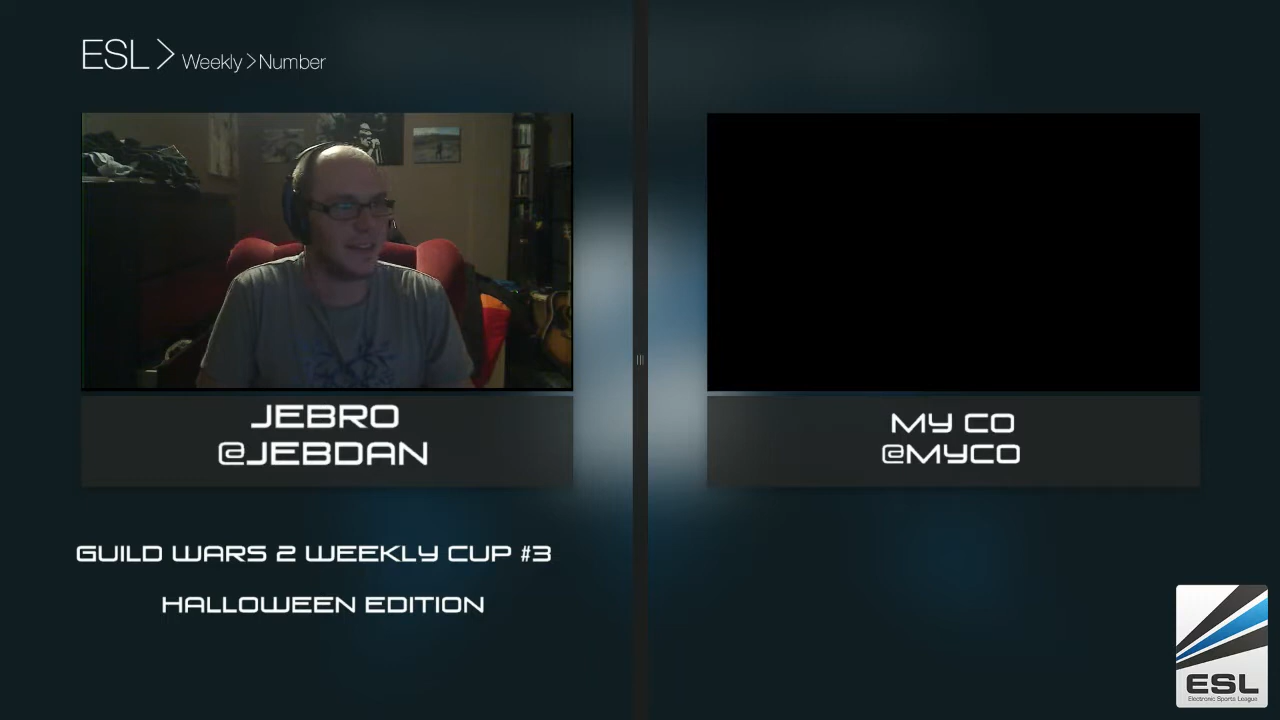 ESL > Weekly > Number
JEBRO
@JEBDAN
MY CO
@MYCO
GUILD WARS 2 WEEKLY CUP #3
HALLOWEEN EDITION
ESL
Electronic Sports League